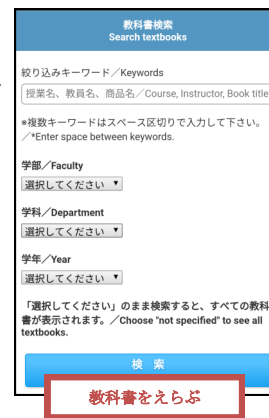 教科書検索
Search textbooks
絞り込みキーワード／Keywords
授業名、教員名、商品名／Course, Instructor, Book title
※複数キーワードはスペース区切りで入力して下さい。
／*Enter space between keywords.
学部／Faculty
選択してください ▼
学科／Department
選択してください ▼
学年／Year
選択してください ▼
「選択してください」のまま検索すると、すべての教科
書が表示されます。／Choose "not specified" to see all
textbooks.
検 索
教科書をえらぶ